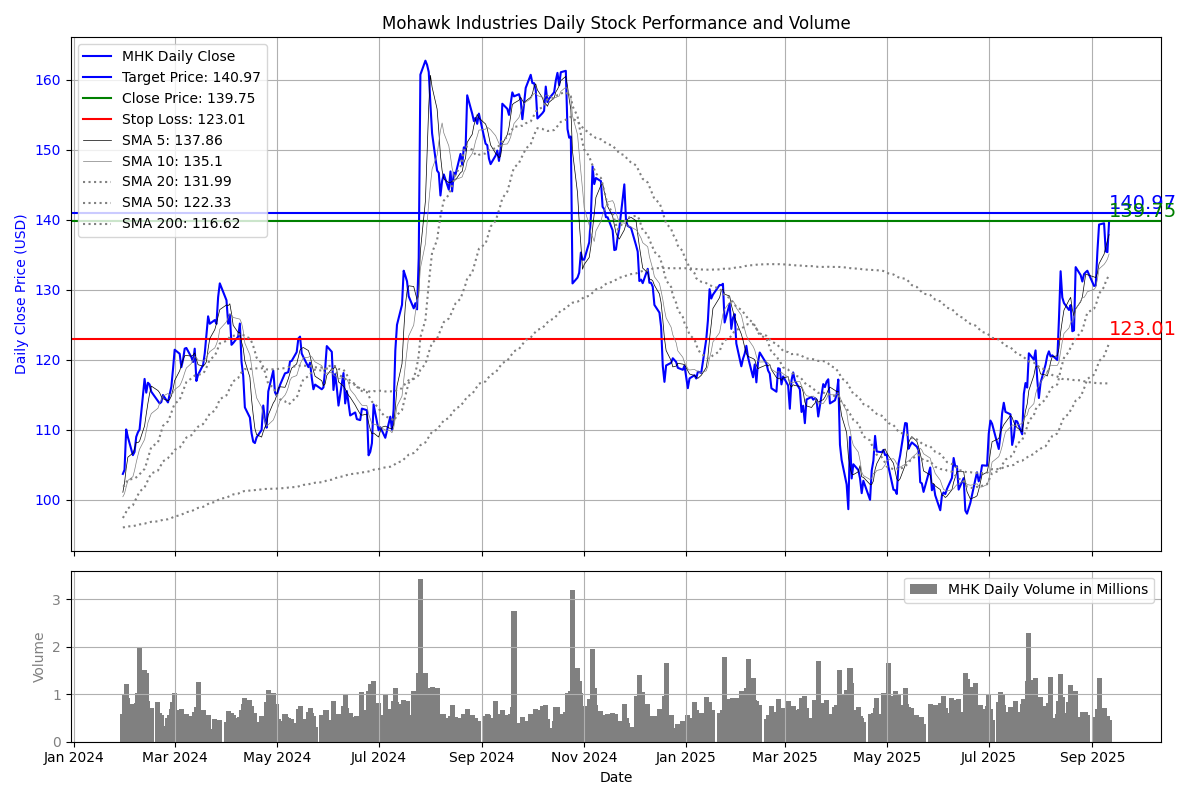 Mohawk Industries Daily Stock Performance and Volume
MHK Daily Close
Target Price: 140.97
Close Price: 139.75
Stop Loss: 123.01
SMA 5: 137.86
SMA 10: 135.1
SMA 20: 131.99
SMA 50: 122.33
SMA 200: 116.62
160
150
140
130
120
110
100
Daily Close Price (USD)
140.97
139.75
123.01
MHK Daily Volume in Millions
3
2
1
0
Volume
Jan 2024 Mar 2024 May 2024 Jul 2024 Sep 2024 Nov 2024 Jan 2025 Mar 2025 May 2025 Jul 2025 Sep 2025
Date